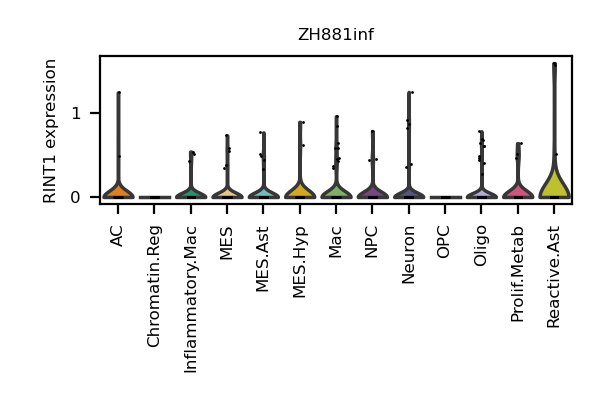 ZH881inf
RINT1 expression
1
0
AC
Chromatin.Reg
Inflammatory.Mac
MES
MES.Ast
MES.Hyp
Mac
NPC
Neuron
OPC
Oligo
Prolif.Metab
Reactive.Ast